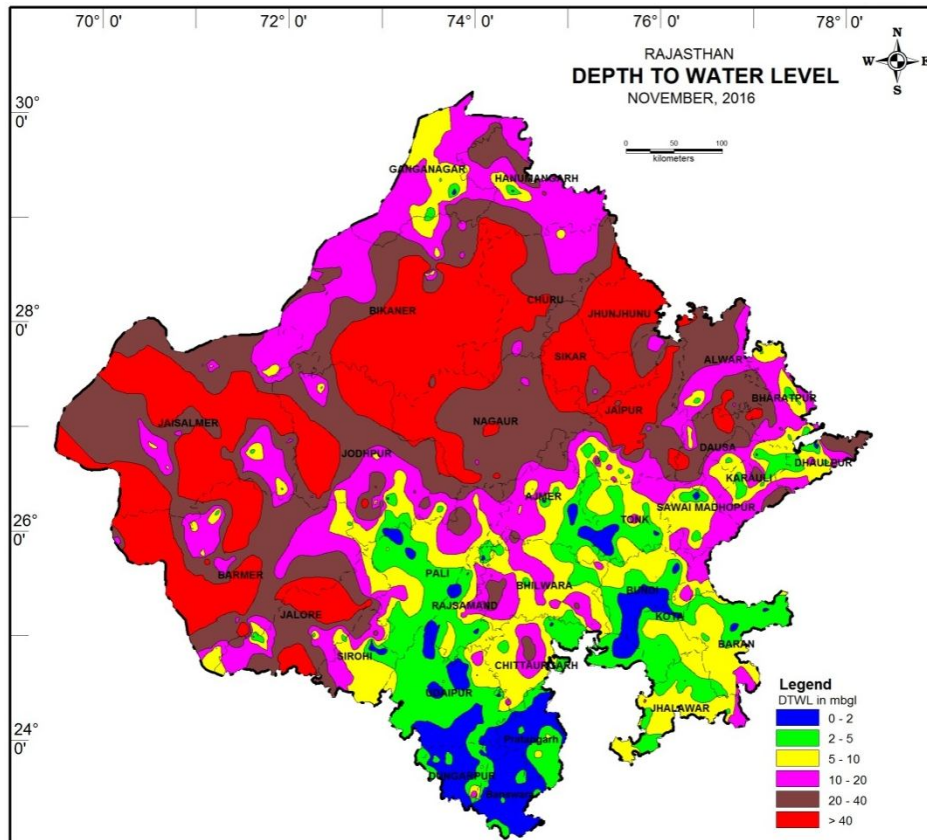 70° 0'
72° 0'
74° 0'
76° 0'
78° 0'
RAJASTHAN
DEPTH TO WATER LEVEL
NOVEMBER, 2016
N
W E
S
30°
0'
0 50 100
kilometers
GANGANAGAR
HANUMANGARH
28°
0'
CHURU
BIKANER
JHUNJHUNU
SIKAR
ALWAR
BHARATPUR
JAIPUR
JAISALMER
NAGAUR
DAUSA
JODHPUR
DHAULPUR
KARAULI
AJMER
SAWAI MADHOPUR
26°
0'
TONK
PALI
BARMER
BHILWARA
BUNDI
RAJSAMAND
JALORE
KOTA
BARAN
SIROHI
CHITTAURGARH
UDAIPUR
JHALAWAR
24°
0'
Pratapgarh
DUNGARPUR
Banswara
Legend
DTWL in mbgl
0 - 2
2 - 5
5 - 10
10 - 20
20 - 40
> 40